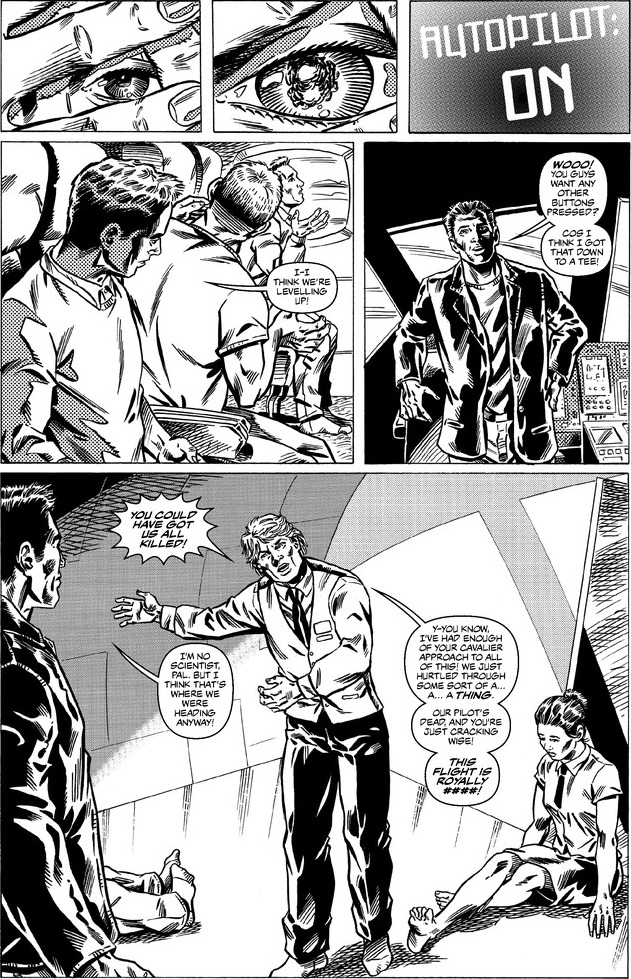 AUTOPILOT:
ON
I-I
THINK WE'RE
LEVELLING
UP!
WOOO!
YOU GUYS
WANT ANY
OTHER
BUTTONS
PRESSED?
COS I
THINK I GOT
THAT DOWN
TO A TEE!
YOU COULD
HAVE GOT
US ALL
KILLED!
I'M NO
SCIENTIST,
PAL. BUT I
THINK THAT'S
WHERE WE
WERE
HEADING
ANYWAY!
Y-YOU KNOW,
I'VE HAD ENOUGH
OF YOUR CAVALIER
APPROACH TO ALL
OF THIS! WE JUST
HURTLED THROUGH
SOME SORT OF A...
A... A THING.
OUR PILOT'S
DEAD, AND YOU'RE
JUST CRACKING
WISE!
THIS
FLIGHT IS
ROYALLY
####!